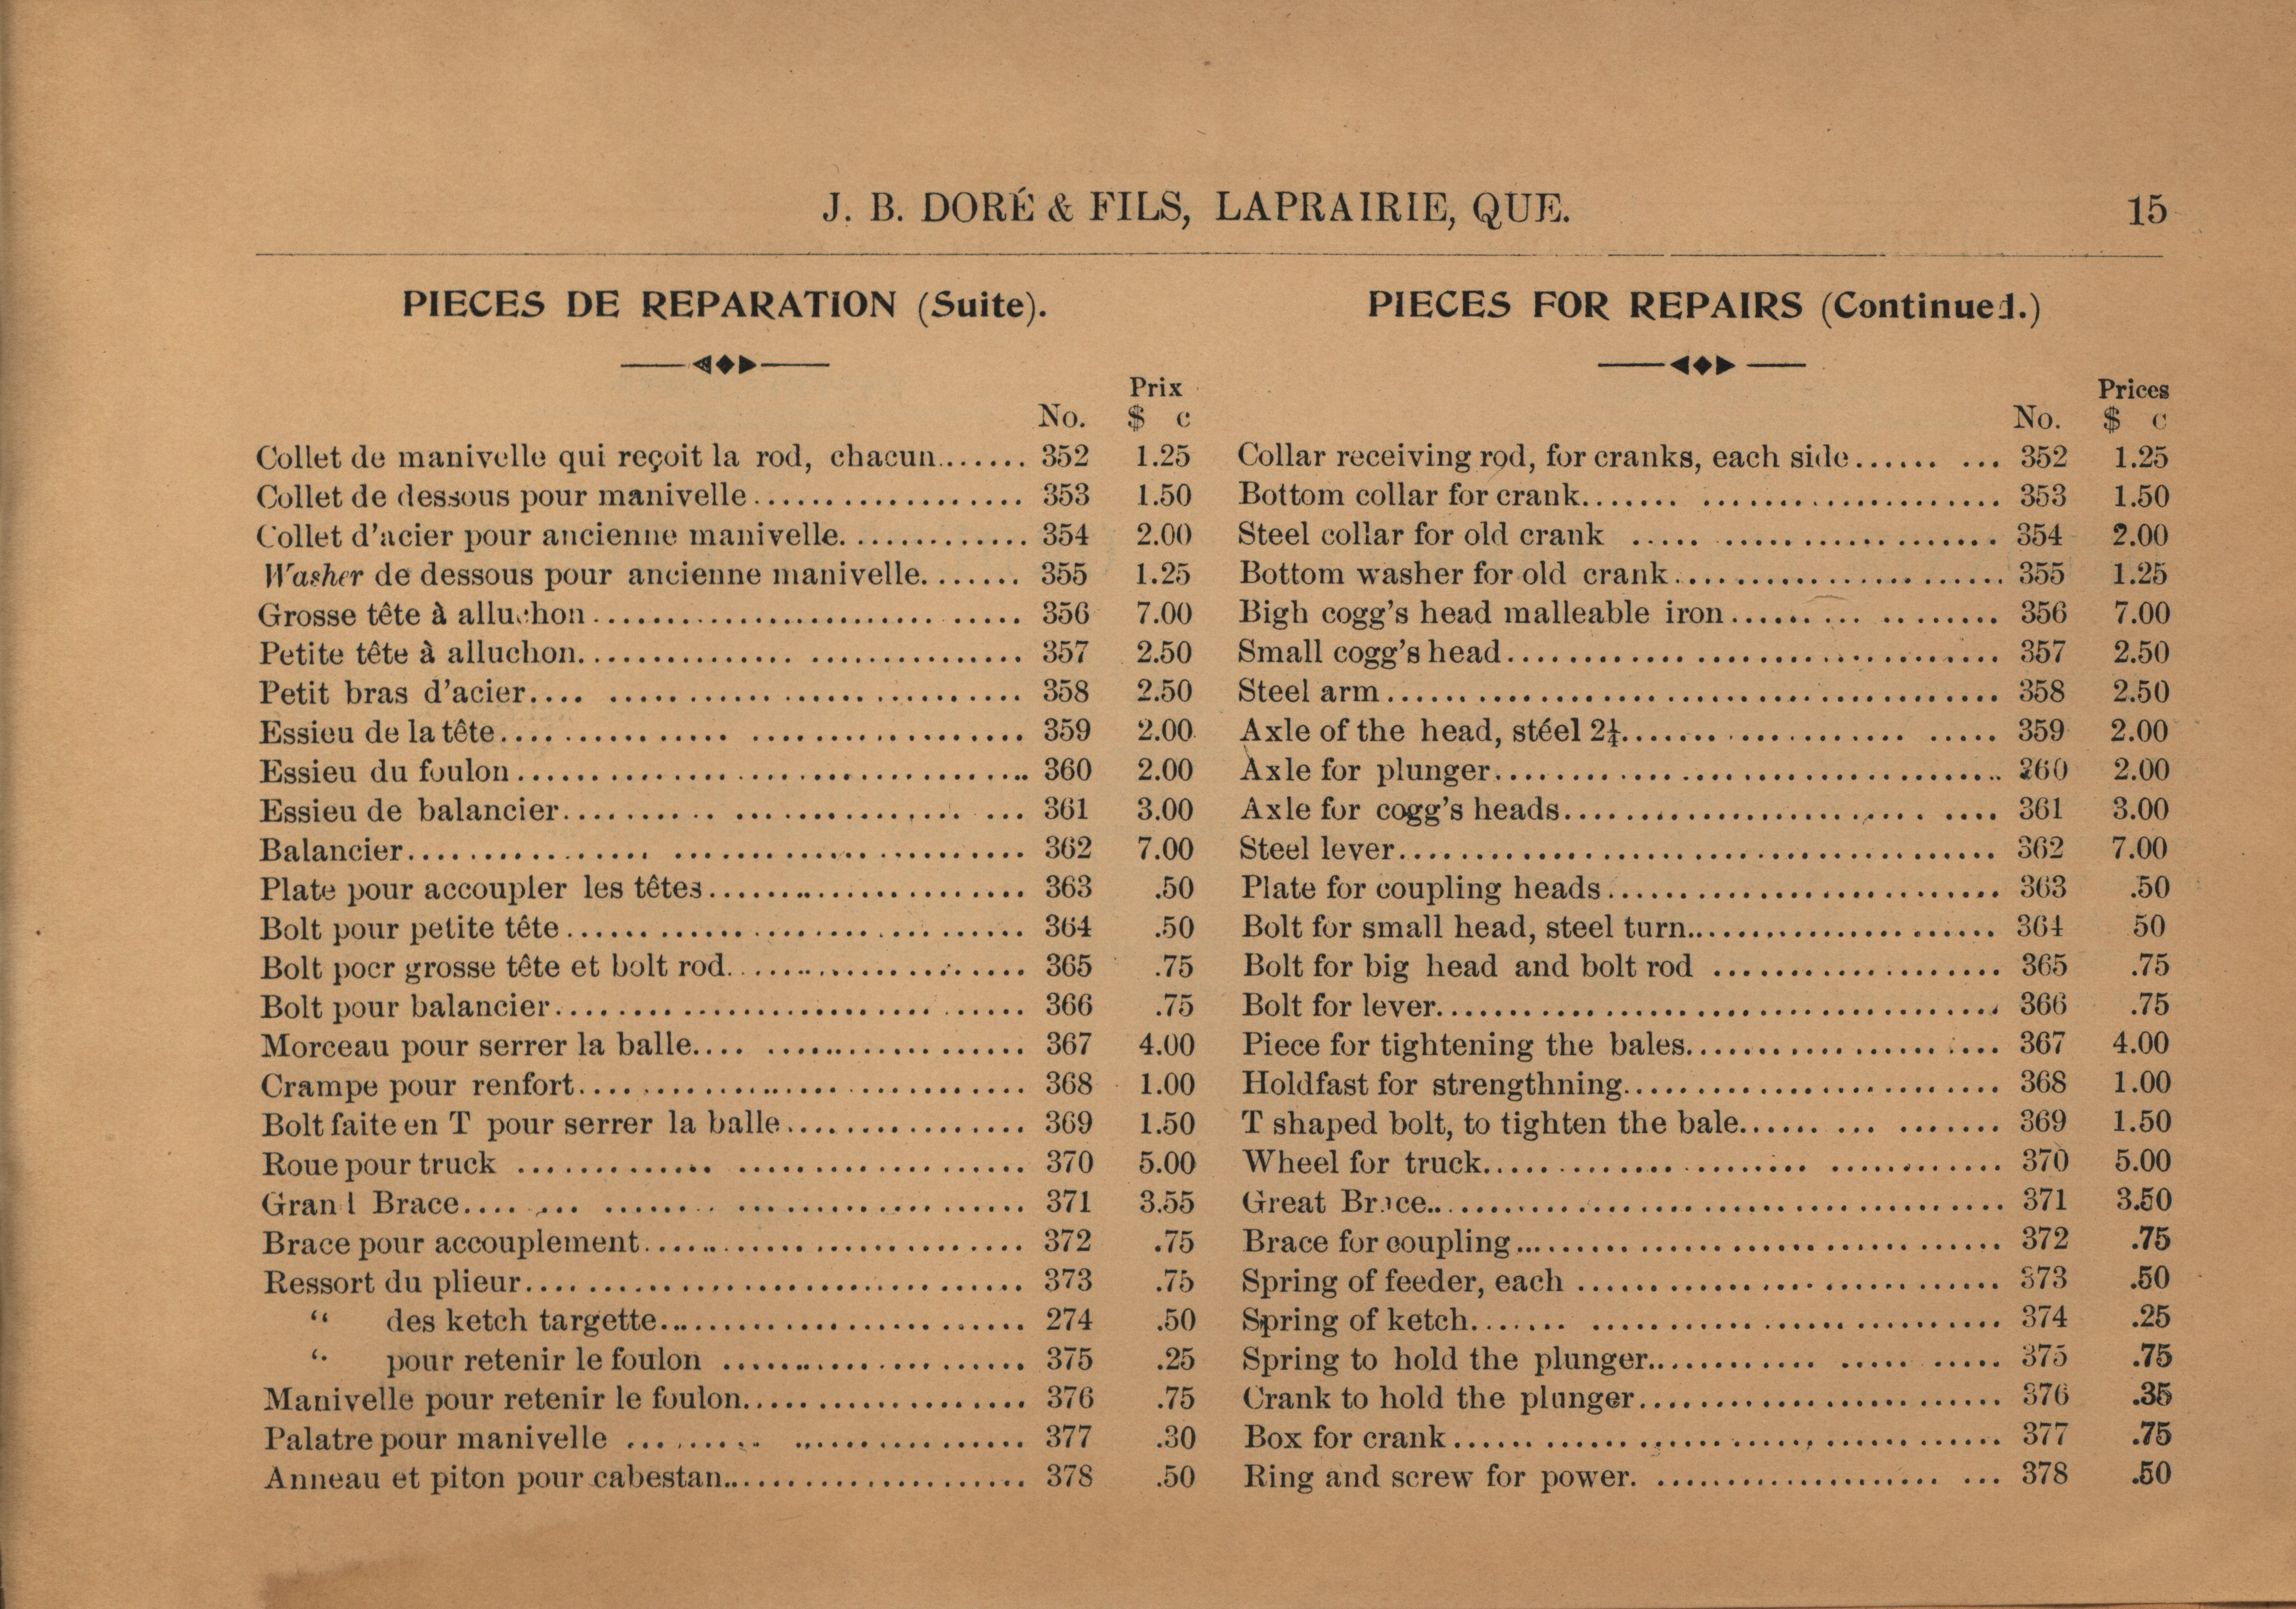 J. B. DORÉ & FILS, LAPRAIRIE, QUE. 15
PIECES DE REPARATION (Suite).
Prix
No. $ c
Collet de manivelle qui reçoit la rod, chacun....... 352 1.25
Collet de dessous pour manivelle................... 353 1.50
Collet d'acier pour ancienne manivelle............. 354 2.00
Washer de dessous pour ancienne manivelle....... 355 1.25
Grosse tête à alluchon.............................. 356 7.00
Petite tête à alluchon.............................. 357 2.50
Petit bras d'acier.... ............................ 358 2.50
Essieu de la tête................ .................. 359 2.00
Essieu du foulon................................... 360 2.00
Essieu de balancier.......... ................ ... 361 3.00
Balancier................ ........................ 362 7.00
Plate pour accoupler les têtes...................... 363 .50
Bolt pour petite tête............................... 364 .50
Bolt pocr grosse tête et bolt rod.................... 365 .75
Bolt pour balancier................................ 366 .75
Morceau pour serrer la balle.... .................. 367 4.00
Crampe pour renfort............................... 368 1.00
Bolt faite en T pour serrer la balle................ 369 1.50
Roue pour truck ............. ................... 370 5.00
Gran1 Brace.... ... ....... .................... 371 3.55
Brace pour accouplement.......................... 372 .75
Ressort du plieur.................................. 373 .75
“ des ketch targette........................ 274 .50
“ pour retenir le foulon ..................... 375 .25
Manivelle pour retenir le foulon................... 376 .75
Palatre pour manivelle ......... ................ 377 .30
Anneau et piton pour cabestan..................... 378 .50
PIECES FOR REPAIRS (Continued.)
Prices
No. $ c
Collar receiving rod, for cranks, each side...... ... 352 1.25
Bottom collar for crank....... .................... 353 1.50
Steel collar for old crank ..... ................... 354 2.00
Bottom washer for old crank....................... 355 1.25
Bigh cogg's head malleable iron......... ........ 356 7.00
Small cogg's head................................. 357 2.50
Steel arm.......................................... 358 2.50
Axle of the head, stéel 2¼................... ..... 359 2.00
Axle for plunger................................... 260 2.00
Axle for cogg's heads........................ .... 361 3.00
Steel lever......................................... 362 7.00
Plate for coupling heads........................... 363 .50
Bolt for small head, steel turn..................... 364 50
Bolt for big head and bolt rod ................... 365 .75
Bolt for lever...................................... 366 .75
Piece for tightening the bales..................... 367 4.00
Holdfast for strengthning.......................... 368 1.00
T shaped bolt, to tighten the bale...... ... ....... 369 1.50
Wheel for truck...................... ............ 370 5.00
Great Brace....................................... 371 3.50
Brace for coupling................................. 372 .75
Spring of feeder, each ............................ 373 .50
Spring of ketch....... ............................ 374 .25
Spring to hold the plunger............ ..... ..... 375 .75
Crank to hold the plunger......................... 376 .35
Box for crank..................................... 377 .75
Ring and screw for power. .................... ... 378 .50